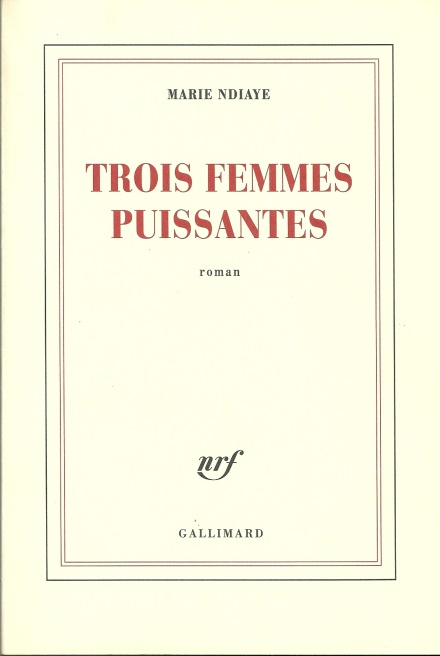 MARIE NDIAYE
TROIS FEMMES
PUISSANTES
roman
nrf
GALLIMARD